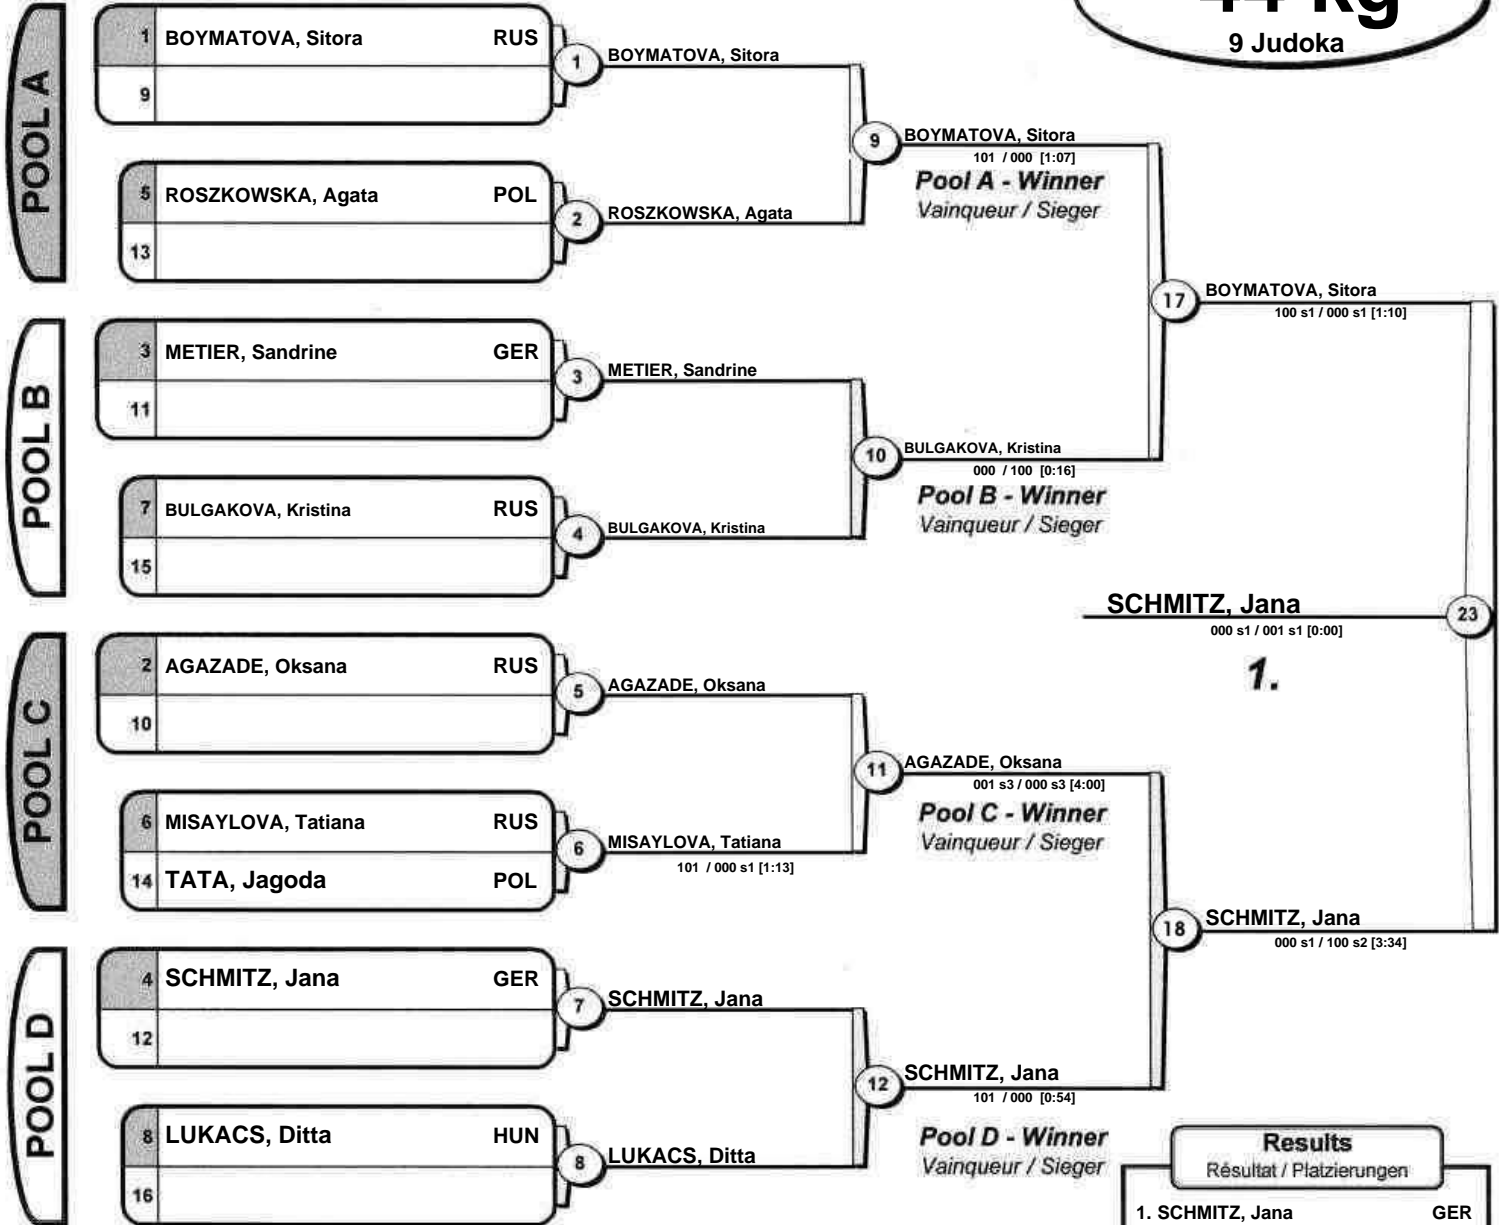 44 kg
9 Judoka
POOL A
1 BOYMATOVA, Sitora RUS
9
1 BOYMATOVA, Sitora
5 ROSZKOWSKA, Agata POL
13
2 ROSZKOWSKA, Agata
9 BOYMATOVA, Sitora
101 / 000 [1:07]
Pool A - Winner
Vainqueur / Sieger
POOL B
3 METIER, Sandrine GER
11
3 METIER, Sandrine
7 BULGAKOVA, Kristina RUS
15
4 BULGAKOVA, Kristina
10 BULGAKOVA, Kristina
000 / 100 [0:16]
Pool B - Winner
Vainqueur / Sieger
17 BOYMATOVA, Sitora
100 s1 / 000 s1 [1:10]
POOL C
2 AGAZADE, Oksana RUS
10
5 AGAZADE, Oksana
6 MISAYLOVA, Tatiana RUS
14 TATA, Jagoda POL
6 MISAYLOVA, Tatiana
101 / 000 s1 [1:13]
11 AGAZADE, Oksana
001 s3 / 000 s3 [4:00]
Pool C - Winner
Vainqueur / Sieger
POOL D
4 SCHMITZ, Jana GER
12
7 SCHMITZ, Jana
8 LUKACS, Ditta HUN
16
8 LUKACS, Ditta
12 SCHMITZ, Jana
101 / 000 [0:54]
Pool D - Winner
Vainqueur / Sieger
18 SCHMITZ, Jana
000 s1 / 100 s2 [3:34]
SCHMITZ, Jana 23
000 s1 / 001 s1 [0:00]
1.
Results
Résultat / Platzierungen
1. SCHMITZ, Jana GER